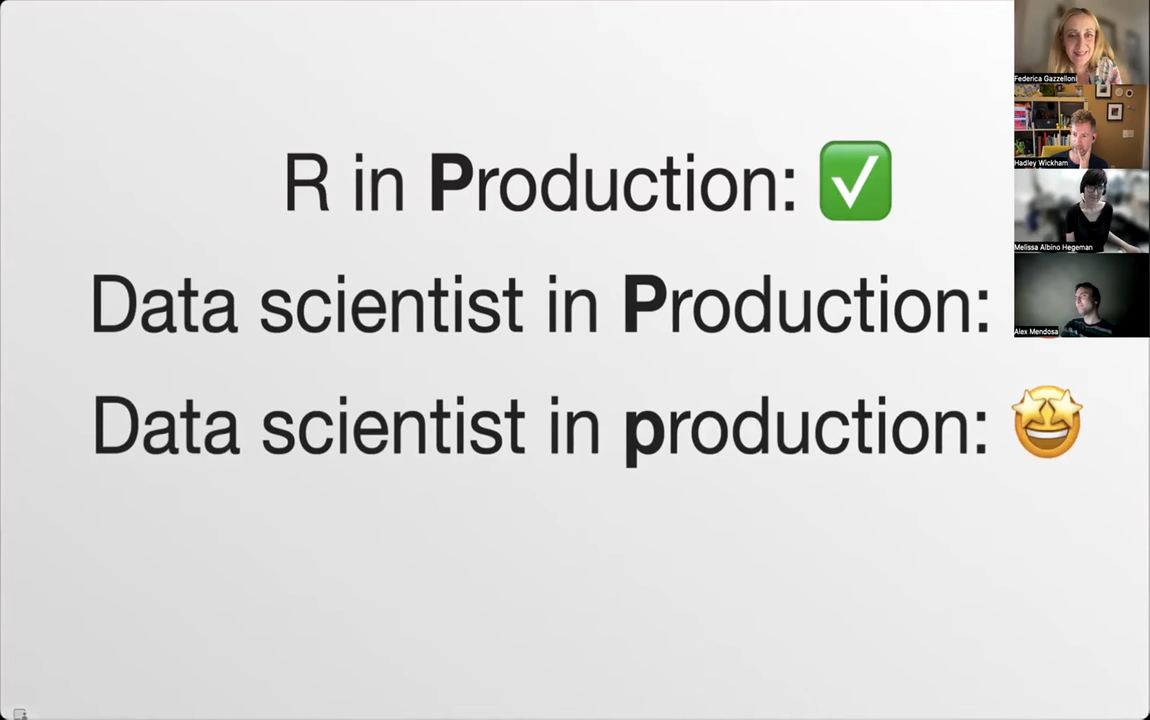 R in Production: ✅
Data scientist in Production:
Data scientist in production: 🤩
Federica Gazzelloni
Hadley Wickham
Melissa Albino Hegeman
Alex Mendosa